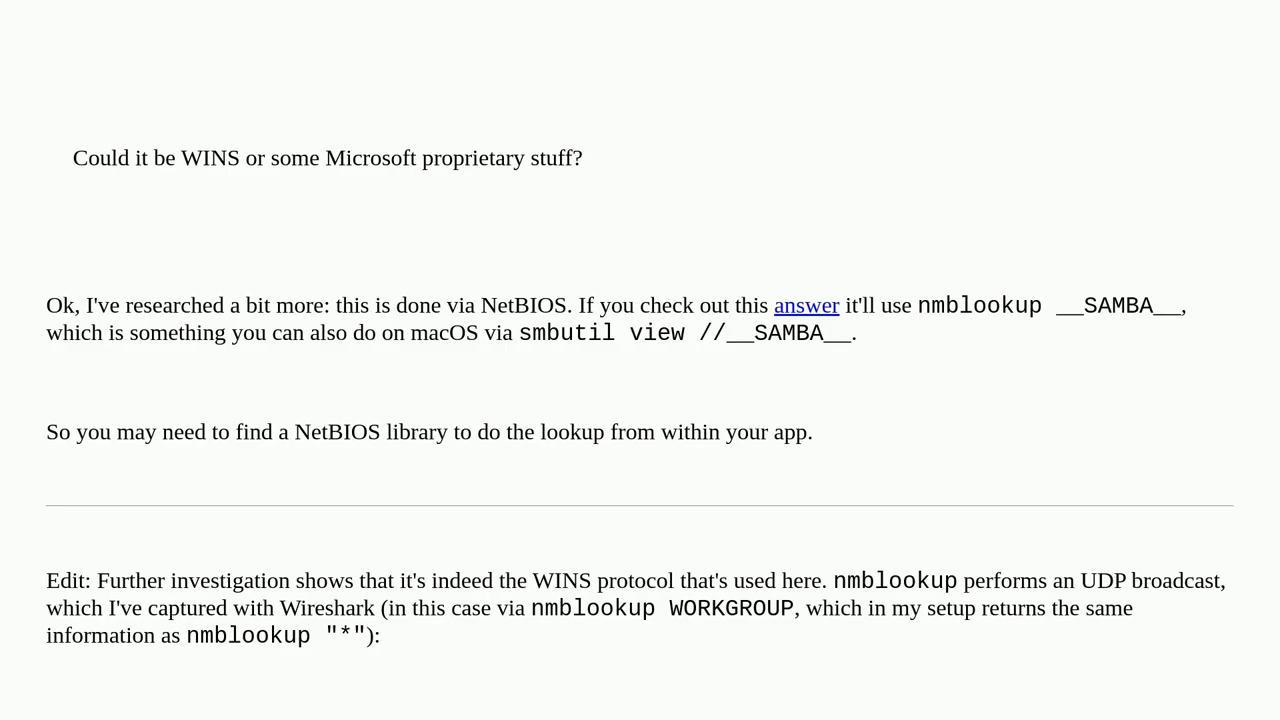 Could it be WINS or some Microsoft proprietary stuff?
Ok, I've researched a bit more: this is done via NetBIOS. If you check out this answer it'll use nmblookup __SAMBA__,
which is something you can also do on macOS via smbutil view //__SAMBA__.
So you may need to find a NetBIOS library to do the lookup from within your app.
Edit: Further investigation shows that it's indeed the WINS protocol that's used here. nmblookup performs an UDP broadcast,
which I've captured with Wireshark (in this case via nmblookup WORKGROUP, which in my setup returns the same
information as nmblookup "*"):